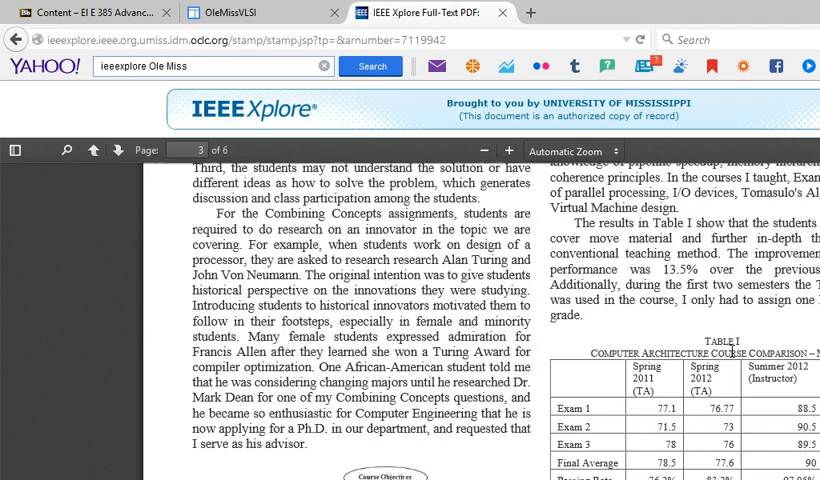 Content – El E 385 Advanc...
OleMissVLSI
IEEE Xplore Full-Text PDF:
ieeexplore.ieee.org.umiss.idm.oclc.org/stamp/stamp.jsp?tp=&arnumber=7119942
Search
YAHOO!
ieeexplore Ole Miss
Search
7
IEEE Xplore®
Brought to you by UNIVERSITY OF MISSISSIPPI
(This document is an authorized copy of record)
Page: 3 of 6
Automatic Zoom
Third, the students may not understand the solution or have
different ideas as how to solve the problem, which generates
discussion and class participation among the students.
For the Combining Concepts assignments, students are
required to do research on an innovator in the topic we are
covering. For example, when students work on design of a
processor, they are asked to research research Alan Turing and
John Von Neumann. The original intention was to give students
historical perspective on the innovations they were studying.
Introducing students to historical innovators motivated them to
follow in their footsteps, especially in female and minority
students. Many female students expressed admiration for
Francis Allen after they learned she won a Turing Award for
compiler optimization. One African-American student told me
that he was considering changing majors until he researched Dr.
Mark Dean for one of my Combining Concepts questions, and
he became so enthusiastic for Computer Engineering that he is
now applying for a Ph.D. in our department, and requested that
I serve as his advisor.
Course Objectives
knowledge of pipeline speedup, memory
coherence principles. In the courses I taught, Exam
of parallel processing, I/O devices, Tomasulo's
Virtual Machine design.
The results in Table I show that the students
cover move material and further in-depth
conventional teaching method. The
performance was 13.5% over the
Additionally, during the first two semesters the
was used in the course, I only had to assign one
grade.
TABLE I
COMPUTER ARCHITECTURE COURSE COMPARISON –
Spring 2011 (TA) Spring 2012 (TA) Summer 2012 (Instructor)
Exam 1 77.1 76.77 88.5
Exam 2 71.5 73 90.5
Exam 3 78 76 89.5
Final Average 78.5 77.6 90
Passing Rate 76.2% 83.2% 97.05%